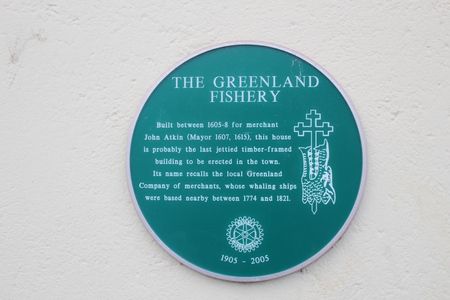 THE GREENLAND
FISHERY
Built between 1605-8 for merchant
John Atkin (Mayor 1607, 1615), this house
is probably the last jettied timber-framed
building to be erected in the town.
Its name recalls the local Greenland
Company of merchants, whose whaling ships
were based nearby between 1774 and 1821.
1905 - 2005